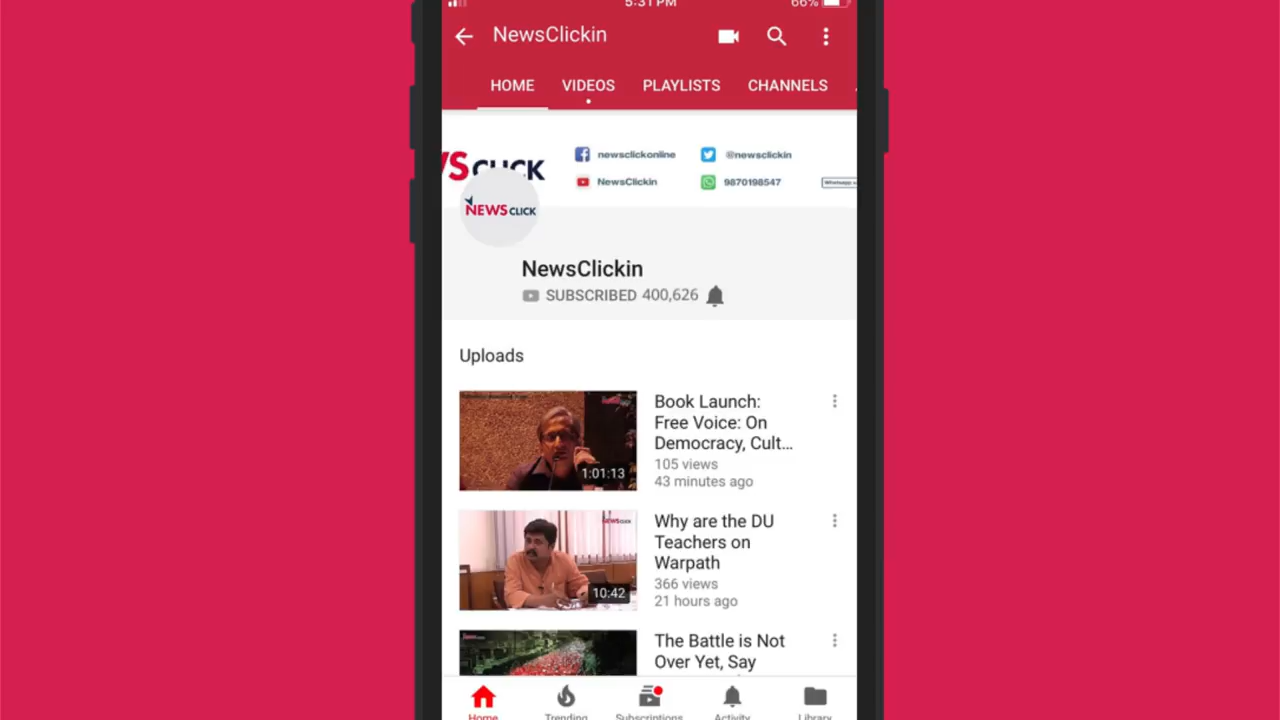 5:31 PM
66%
NewsClickin
HOME VIDEOS PLAYLISTS CHANNELS
S CLICK
newsclickonline
@newsclickin
NewsClickin
9870198547
Whatsapp
NEWS CLICK
NewsClickin
SUBSCRIBED 400,626
Uploads
Book Launch:
Free Voice: On
Democracy, Cult...
105 views
43 minutes ago
1:01:13
NEWSCLICK
Why are the DU
Teachers on
Warpath
366 views
21 hours ago
10:42
The Battle is Not
Over Yet, Say
Home Trending Subscriptions Activity Library